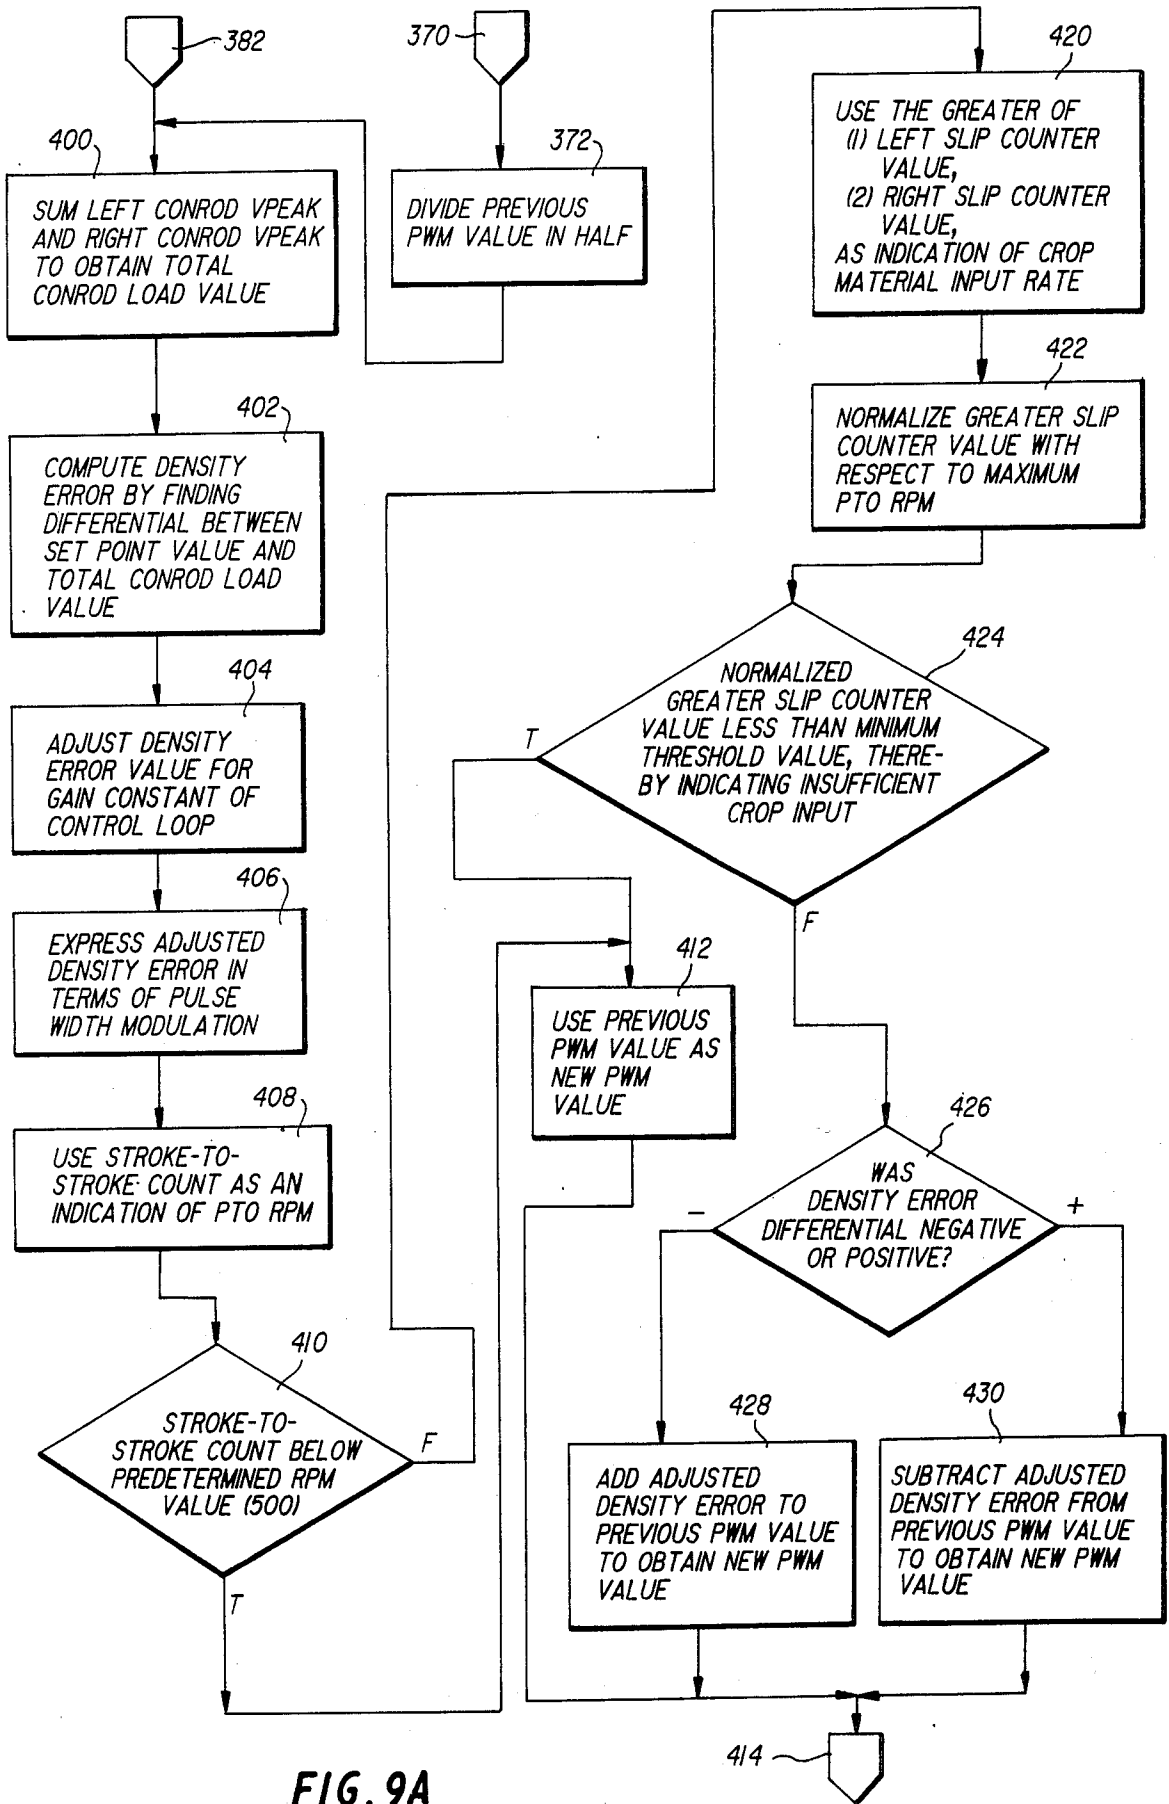 382
370
400
SUM LEFT CONROD VPEAK
AND RIGHT CONROD VPEAK
TO OBTAIN TOTAL
CONROD LOAD VALUE
372
DIVIDE PREVIOUS
PWM VALUE IN HALF
402
COMPUTE DENSITY
ERROR BY FINDING
DIFFERENTIAL BETWEEN
SET POINT VALUE AND
TOTAL CONROD LOAD
VALUE
404
ADJUST DENSITY
ERROR VALUE FOR
GAIN CONSTANT OF
CONTROL LOOP
406
EXPRESS ADJUSTED
DENSITY ERROR IN
TERMS OF PULSE
WIDTH MODULATION
408
USE STROKE-TO-
STROKE COUNT AS AN
INDICATION OF PTO RPM
410
STROKE-TO-
STROKE COUNT BELOW
PREDETERMINED RPM
VALUE (500)
F
T
420
USE THE GREATER OF
(1) LEFT SLIP COUNTER
VALUE,
(2) RIGHT SLIP COUNTER
VALUE,
AS INDICATION OF CROP
MATERIAL INPUT RATE
422
NORMALIZE GREATER SLIP
COUNTER VALUE WITH
RESPECT TO MAXIMUM
PTO RPM
424
NORMALIZED
GREATER SLIP COUNTER
VALUE LESS THAN MINIMUM
THRESHOLD VALUE, THERE-
BY INDICATING INSUFFICIENT
CROP INPUT
T
F
412
USE PREVIOUS
PWM VALUE AS
NEW PWM
VALUE
426
WAS
DENSITY ERROR
DIFFERENTIAL NEGATIVE
OR POSITIVE?
-
+
428
ADD ADJUSTED
DENSITY ERROR TO
PREVIOUS PWM VALUE
TO OBTAIN NEW PWM
VALUE
430
SUBTRACT ADJUSTED
DENSITY ERROR FROM
PREVIOUS PWM VALUE
TO OBTAIN NEW PWM
VALUE
414
FIG. 9A